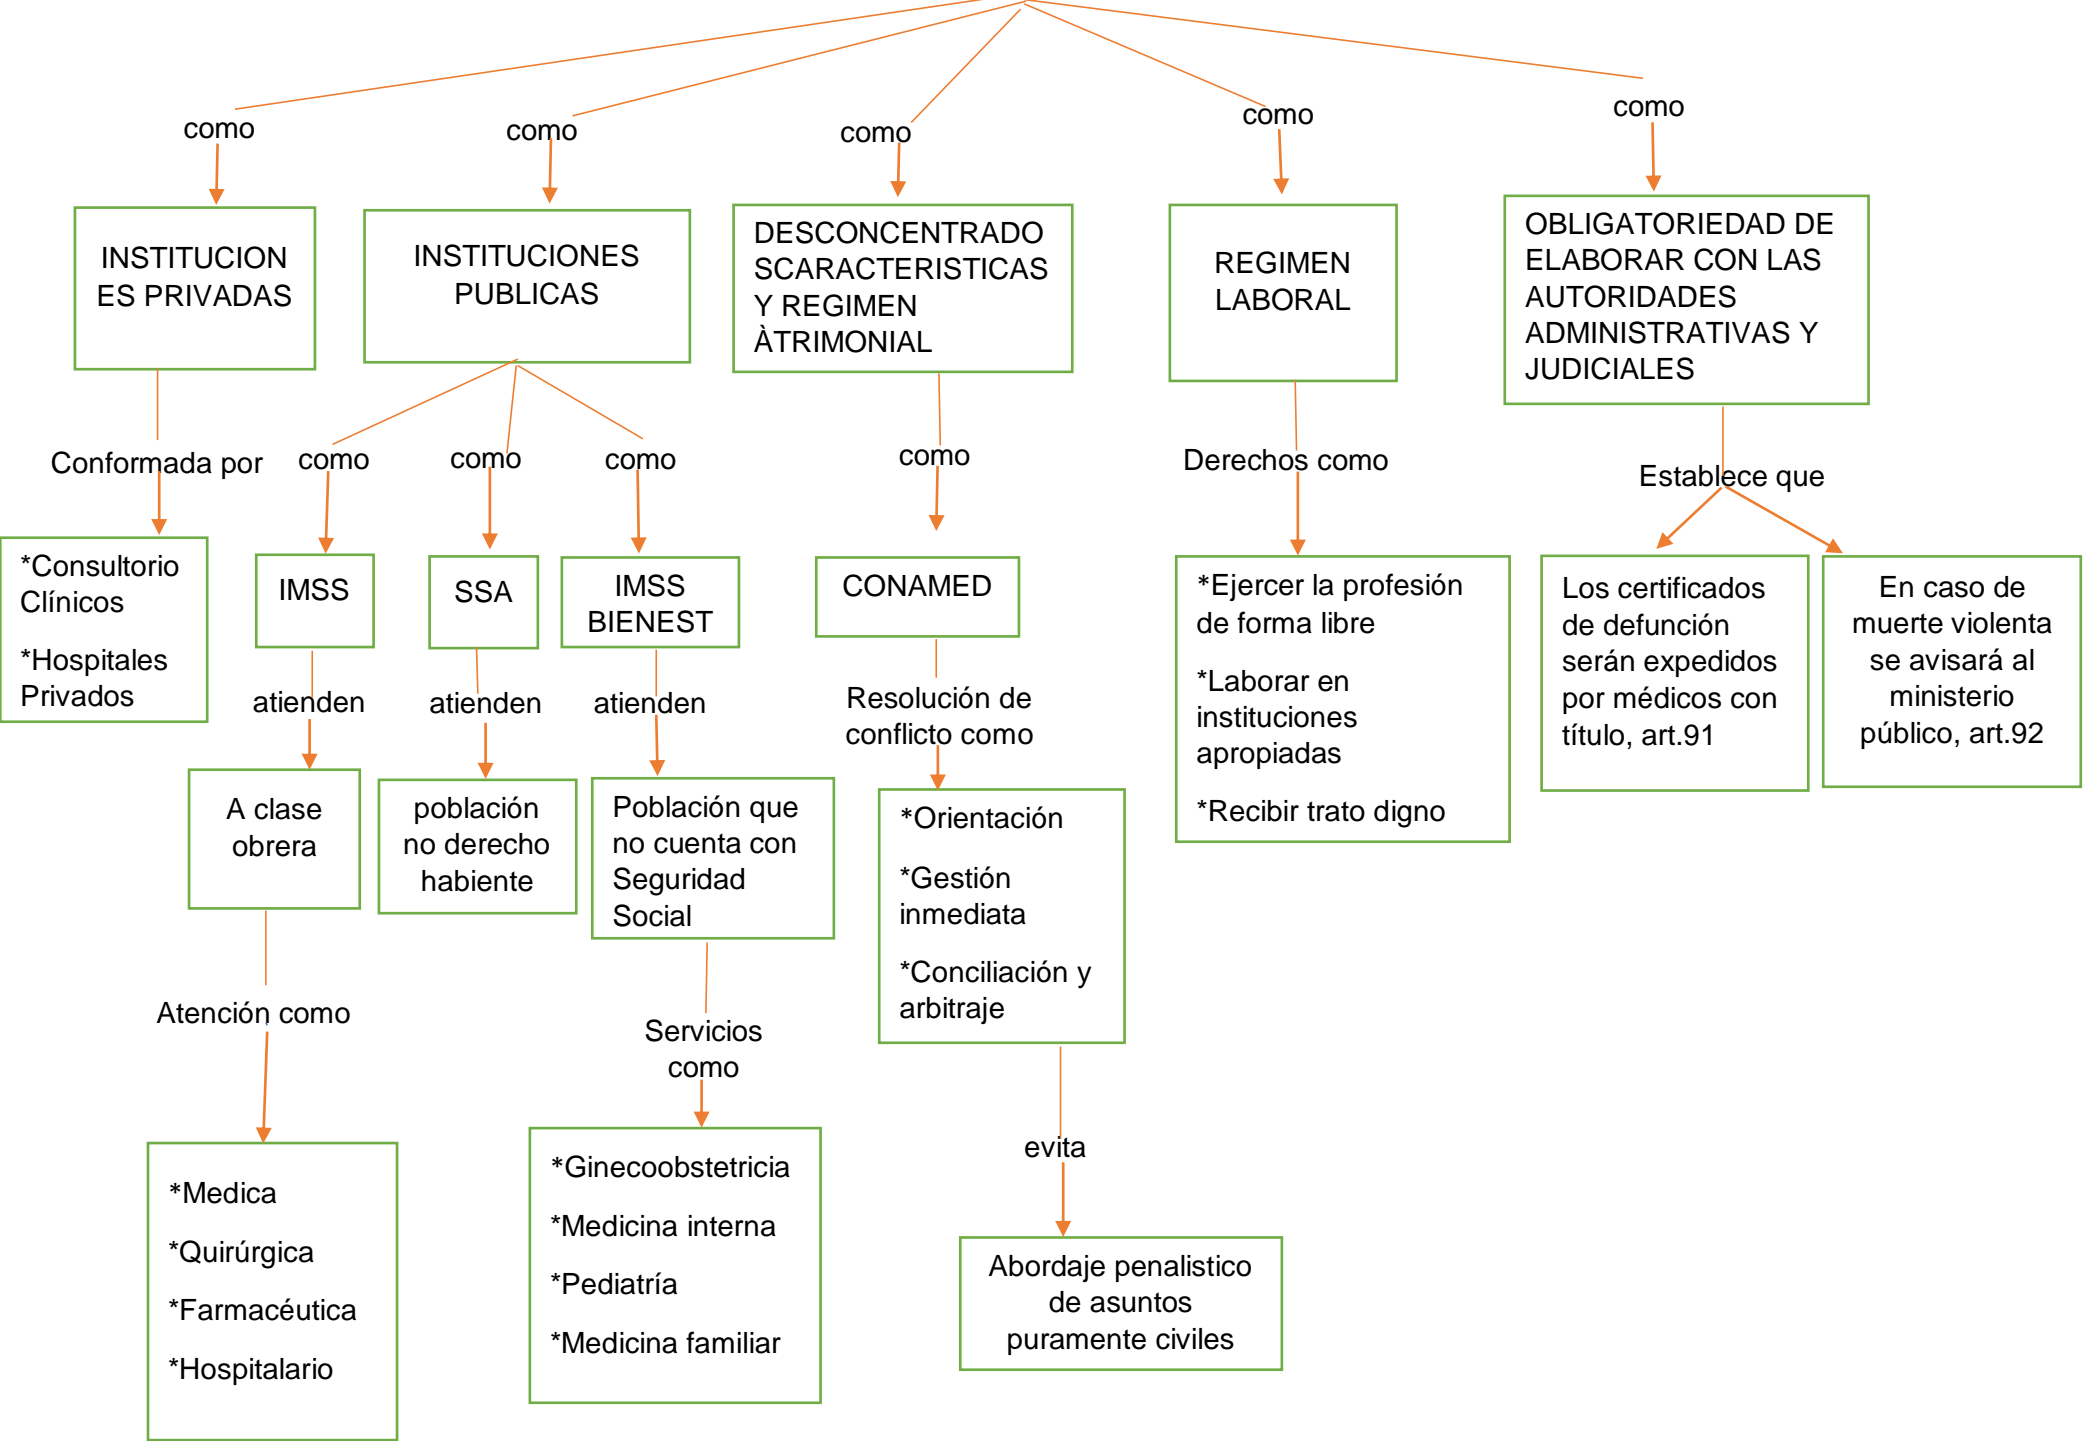 como
como
como
como
como
INSTITUCION
ES PRIVADAS
INSTITUCIONES
PUBLICAS
DESCONCENTRADO
SCARACTERISTICAS
Y REGIMEN
ÀTRIMONIAL
REGIMEN
LABORAL
OBLIGATORIEDAD DE
ELABORAR CON LAS
AUTORIDADES
ADMINISTRATIVAS Y
JUDICIALES
Conformada por
como
como
como
como
Derechos como
Establece que
*Consultorio
Clínicos
*Hospitales
Privados
IMSS
SSA
IMSS
BIENEST
CONAMED
*Ejercer la profesión
de forma libre
*Laborar en
instituciones
apropiadas
*Recibir trato digno
Los certificados
de defunción
serán expedidos
por médicos con
título, art.91
En caso de
muerte violenta
se avisará al
ministerio
público, art.92
atienden
atienden
atienden
Resolución de
conflicto como
A clase
obrera
población
no derecho
habiente
Población que
no cuenta con
Seguridad
Social
*Orientación
*Gestión
inmediata
*Conciliación y
arbitraje
Atención como
Servicios
como
evita
*Medica
*Quirúrgica
*Farmacéutica
*Hospitalario
*Ginecoobstetricia
*Medicina interna
*Pediatría
*Medicina familiar
Abordaje penalistico
de asuntos
puramente civiles